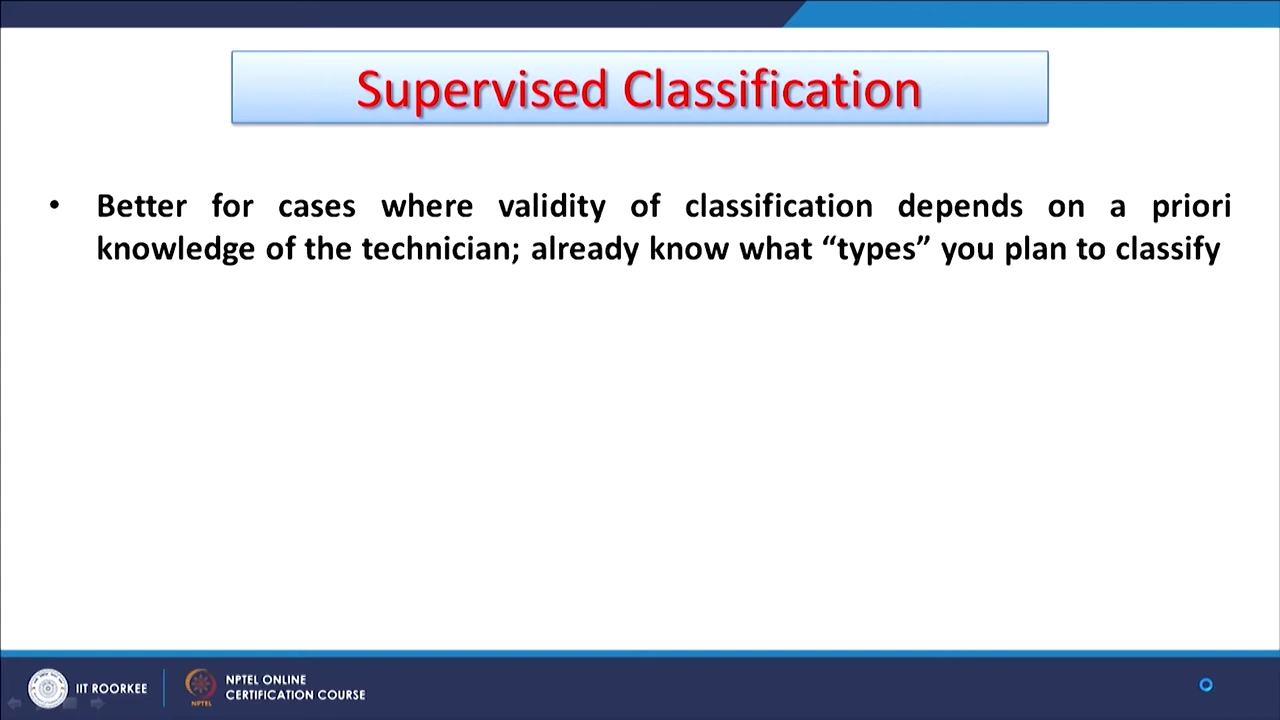 Supervised Classification
• Better for cases where validity of classification depends on a priori
knowledge of the technician; already know what “types” you plan to classify
IIT ROORKEE
NPTEL
NPTEL ONLINE
CERTIFICATION COURSE